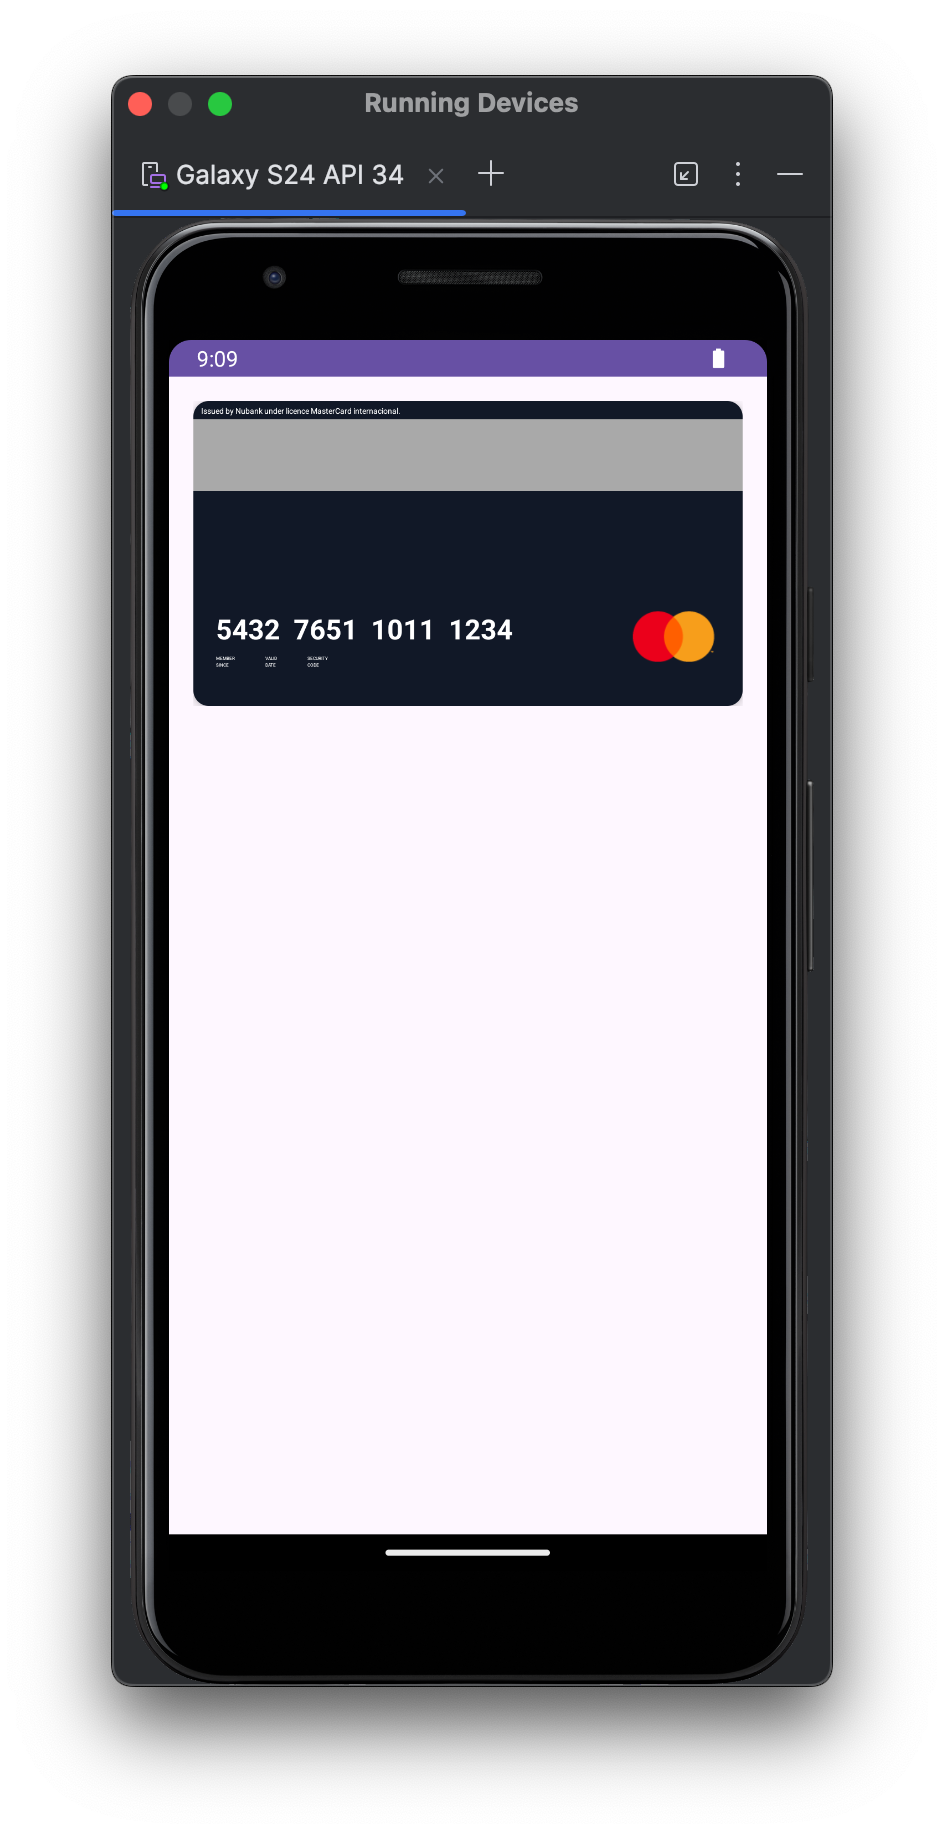 Running Devices
Galaxy S24 API 34
9:09
Issued by Nubank under licence MasterCard internacional.
5432 7651 1011 1234
MEMBER SINCE
VALID DATE
SECURITY CODE